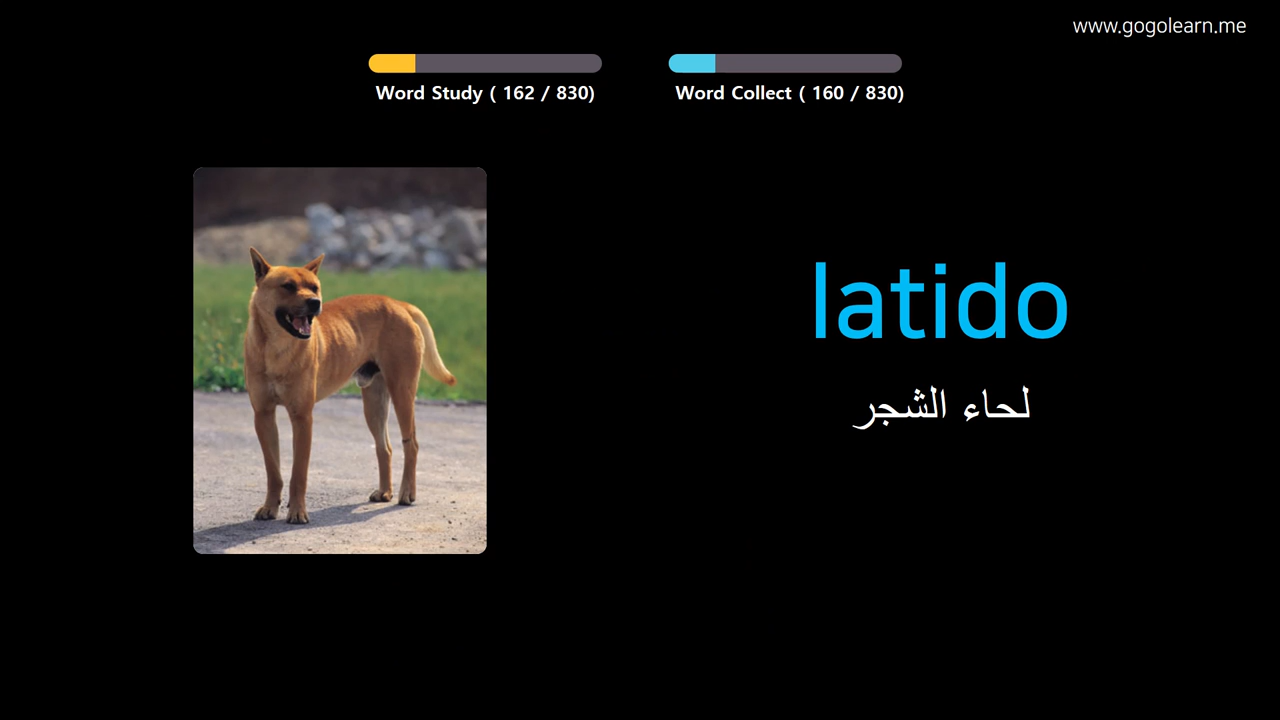 www.gogolearn.me
Word Study ( 162 / 830)
Word Collect ( 160 / 830)
latido
لحاء الشجر